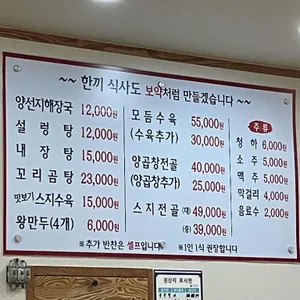 ~~ 한끼 식사도 보약처럼 만들겠습니다 ~~
양선지해장국 12,000원
설렁탕 12,000원
내장탕 15,000원
꼬리곰탕 23,000원
맛보기스지수육 15,000원
왕만두(4개) 6,000원
※추가 반찬은 셀프입니다
모듬수육 55,000원
(수육추가) 30,000원
양곱창전골 40,000원
(양곱창추가) 25,000원
스지전골 (대)49,000원
(중)39,000원
※1인 1식 권장합니다
주류
청하 6,000원
소주 5,000원
맥주 5,000원
막걸리 4,000원
음료수 2,000원
원산지 표시판